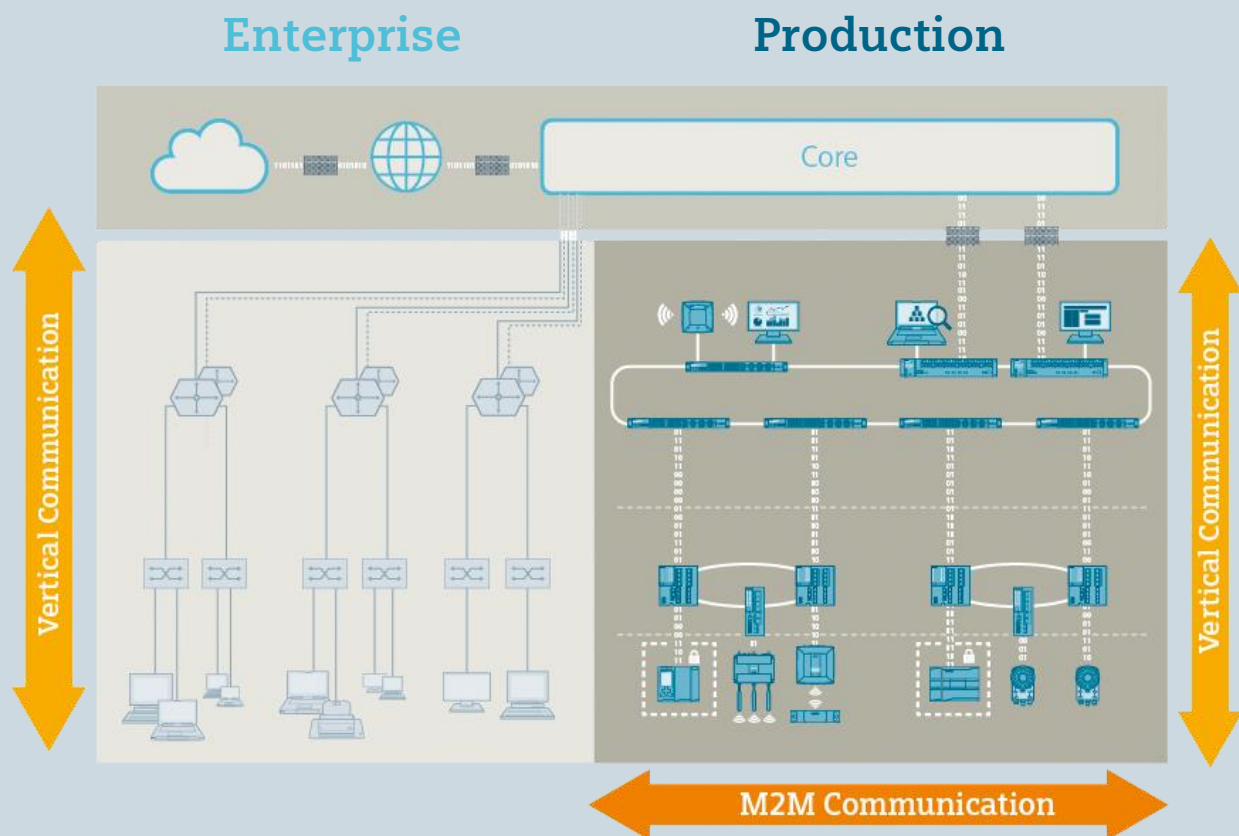 Enterprise
Production
Core
Vertical Communication
Vertical Communication
M2M Communication